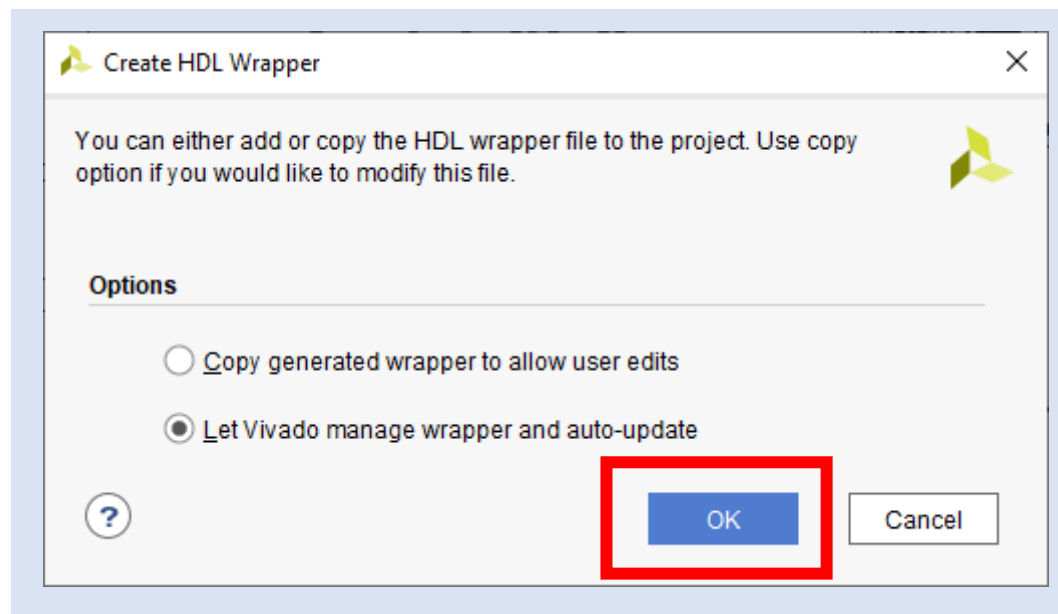 Create HDL Wrapper
You can either add or copy the HDL wrapper file to the project. Use copy
option if you would like to modify this file.
Options
Copy generated wrapper to allow user edits
Let Vivado manage wrapper and auto-update
?
OK
Cancel